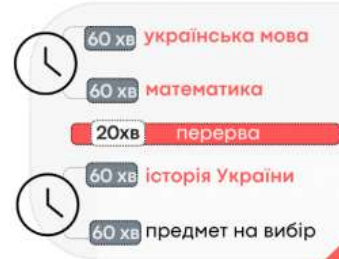 60 хв українська мова
60 хв математика
20хв перерва
60 хв історія України
60 хв предмет на вибір